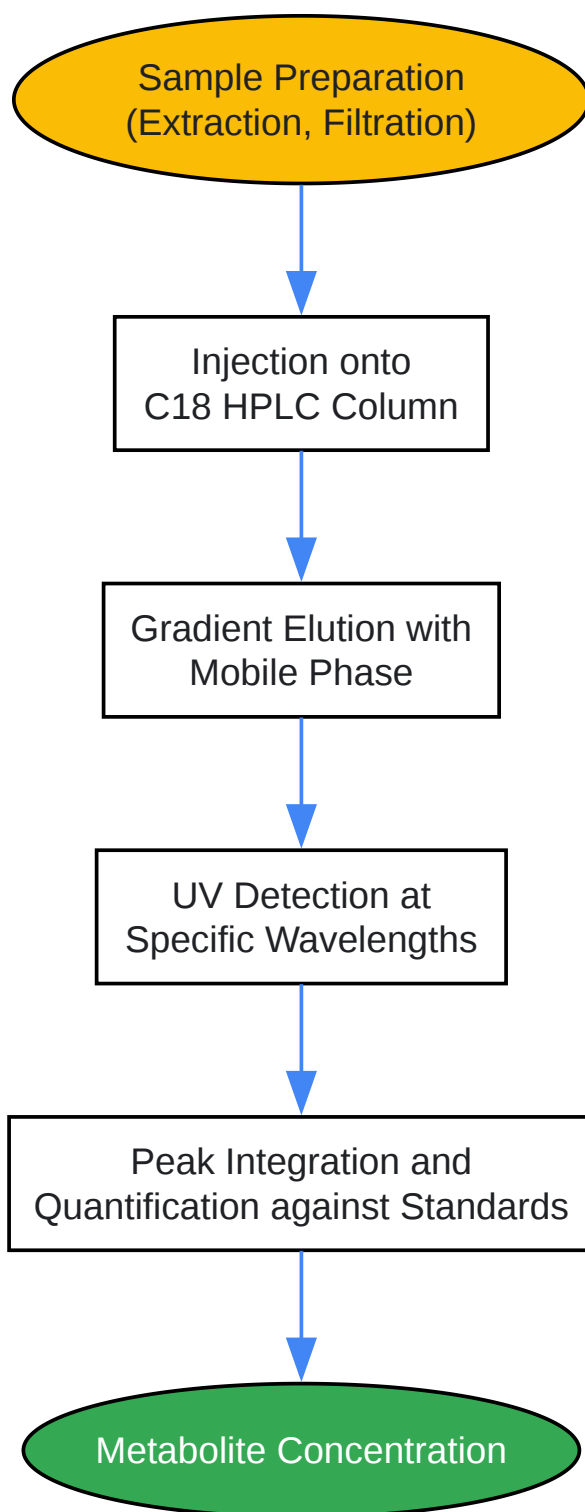 Sample Preparation
(Extraction, Filtration)
Injection onto
C18 HPLC Column
Gradient Elution with
Mobile Phase
UV Detection at
Specific Wavelengths
Peak Integration and
Quantification against Standards
Metabolite Concentration